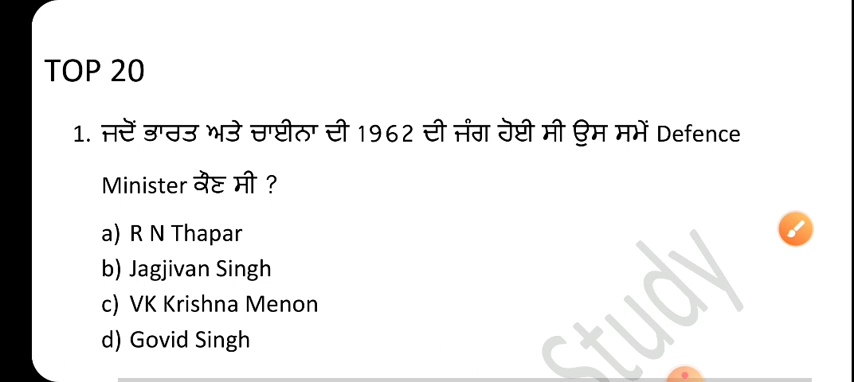 TOP 20
1. ਜਦੋਂ ਭਾਰਤ ਅਤੇ ਚਾਈਨਾ ਦੀ 1962 ਦੀ ਜੰਗ ਹੋਈ ਸੀ ਉਸ ਸਮੇਂ Defence
Minister ਕੋਣ ਸੀ ?
a) R N Thapar
b) Jagjivan Singh
c) VK Krishna Menon
d) Govid Singh
Study